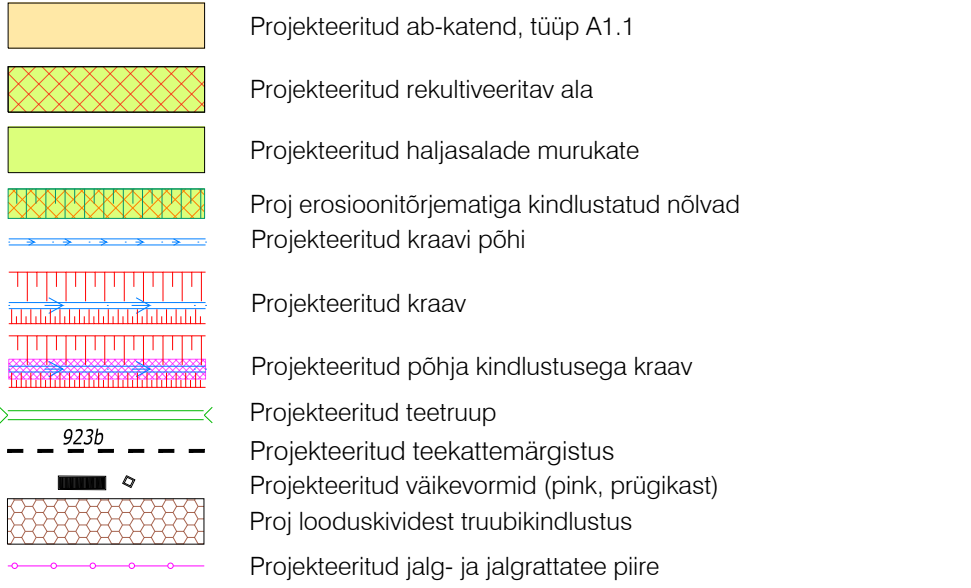 Projekteeritud ab-katend, tüüp A1.1
Projekteeritud rekultiveeritav ala
Projekteeritud haljasalade murukate
Proj erosioonitõrjematiga kindlustatud nõlvad
Projekteeritud kraavi põhi
Projekteeritud kraav
Projekteeritud põhja kindlustusega kraav
Projekteeritud teetruup
923b
Projekteeritud teekattemärgistus
Projekteeritud väikevormid (pink, prügikast)
Proj looduskividest truubikindlustus
Projekteeritud jalg- ja jalgrattatee piire